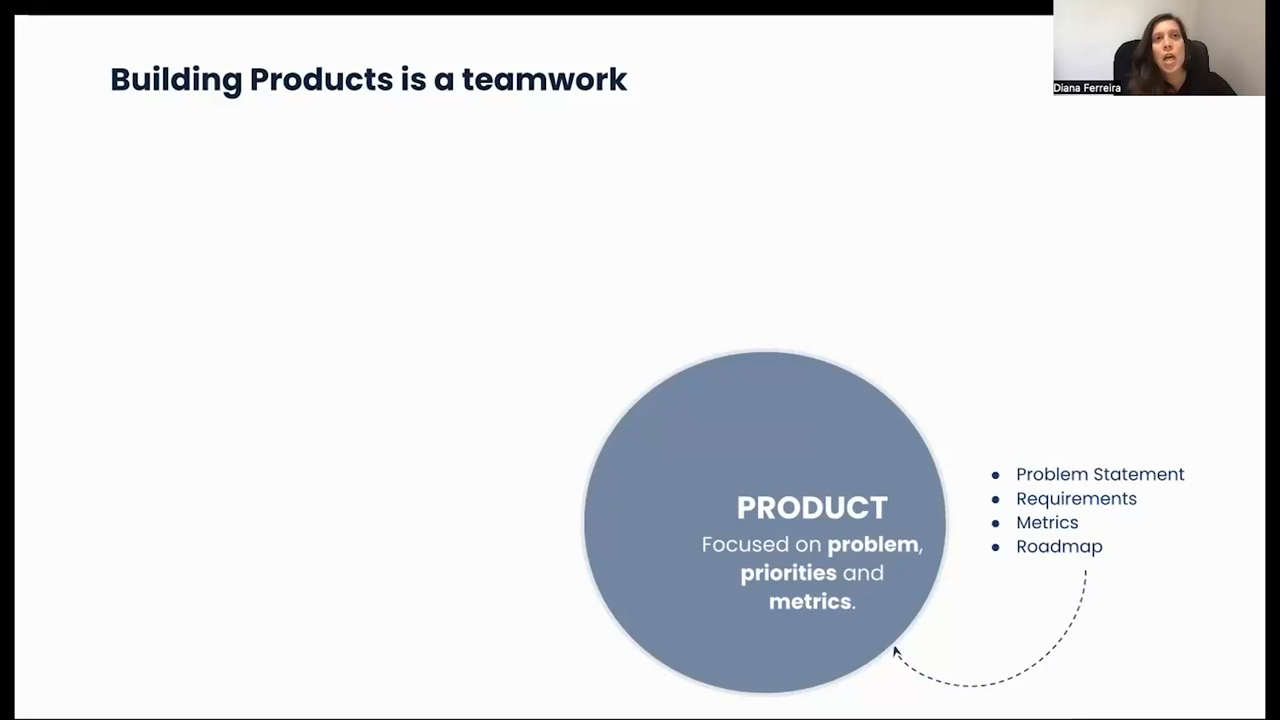 Building Products is a teamwork
Diana Ferreira
PRODUCT
Focused on problem,
priorities and
metrics.
● Problem Statement
● Requirements
● Metrics
● Roadmap